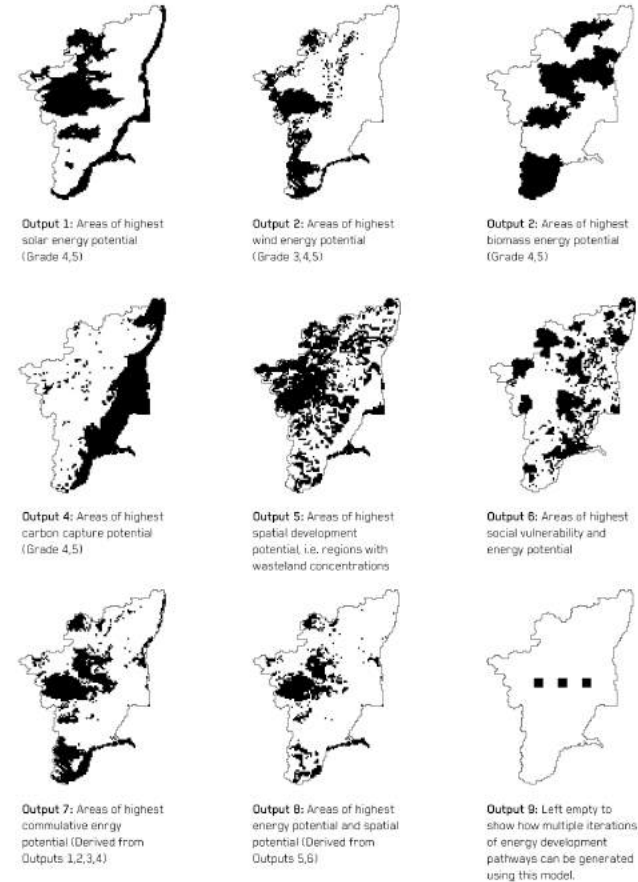 Output 1: Areas of highest
solar energy potential
(Grade 4,5)
Output 2: Areas of highest
wind energy potential
(Grade 3,4,5)
Output 2: Areas of highest
biomass energy potential
(Grade 4,5)
Output 4: Areas of highest
carbon capture potential
(Grade 4,5)
Output 5: Areas of highest
spatial development
potential, i.e. regions with
wasteland concentrations
Output 6: Areas of highest
social vulnerability and
energy potential
Output 7: Areas of highest
commulative enrgy
potential (Derived from
Outputs 1,2,3,4)
Output 8: Areas of highest
energy potential and spatial
potential (Derived from
Outputs 5,6)
Output 9: Left empty to
show how multiple iterations
of energy development
pathways can be generated
using this model.